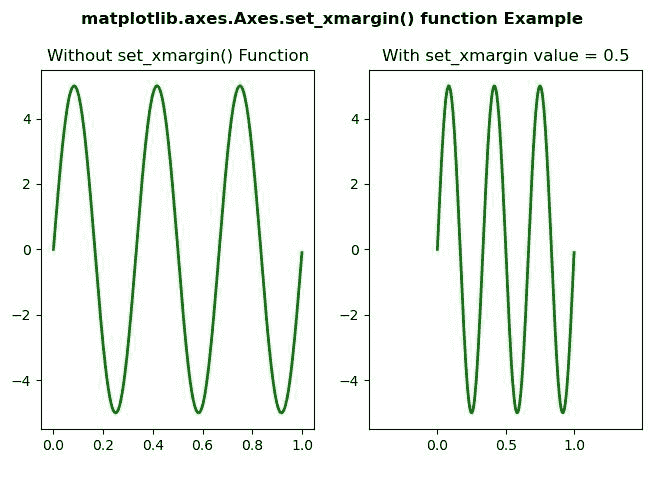 matplotlib.axes.Axes.set_xmargin() function Example
Without set_xmargin() Function
With set_xmargin value = 0.5
4
2
0
−2
−4
0.0 0.2 0.4 0.6 0.8 1.0
4
2
0
−2
−4
0.0 0.5 1.0